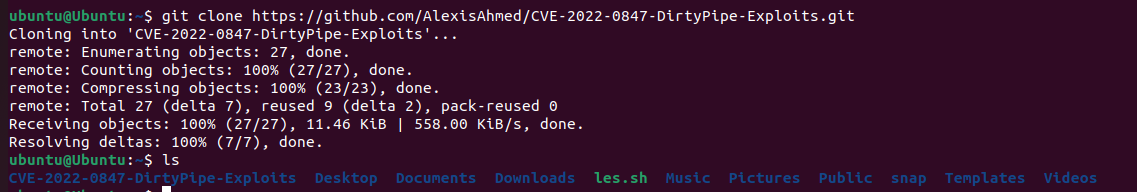 ubuntu@Ubuntu:~$ git clone https://github.com/AlexisAhmed/CVE-2022-0847-DirtyPipe-Exploits.git
Cloning into 'CVE-2022-0847-DirtyPipe-Exploits'...
remote: Enumerating objects: 27, done.
remote: Counting objects: 100% (27/27), done.
remote: Compressing objects: 100% (23/23), done.
remote: Total 27 (delta 7), reused 9 (delta 2), pack-reused 0
Receiving objects: 100% (27/27), 11.46 KiB | 558.00 KiB/s, done.
Resolving deltas: 100% (7/7), done.
ubuntu@Ubuntu:~$ ls
CVE-2022-0847-DirtyPipe-Exploits Desktop Documents Downloads les.sh Music Pictures Public snap Templates Videos